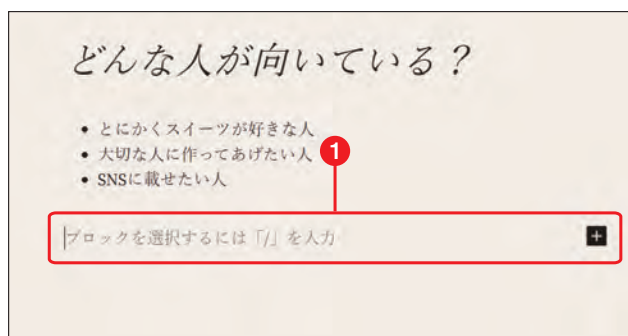 どんな人が向いている？
• とにかくスイーツが好きな人
• 大切な人に作ってあげたい人
1
• SNSに載せたい人
ブロックを選択するには「/」を入力